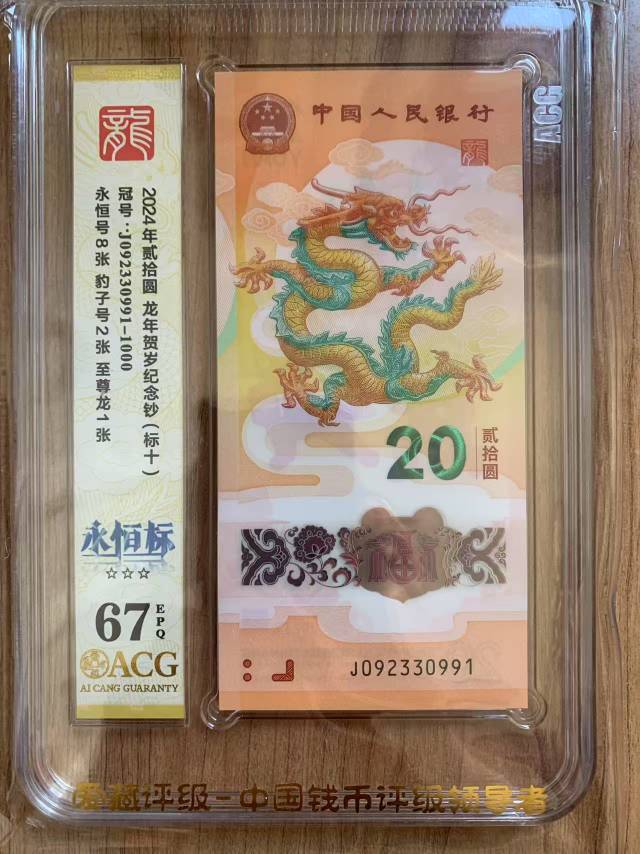 龍
2024年贰拾圆 龙年贺岁纪念钞(标十)
冠号:J092330991-1000
永恒号8张 豹子号2张 至尊龙1张
永恒标
☆☆☆
67 EPQ
ACG
AI CANG GUARANTY
中国人民银行
龍
20 贰拾圆
福
J092330991
ACG
爱藏评级-中国钱币评级领导者